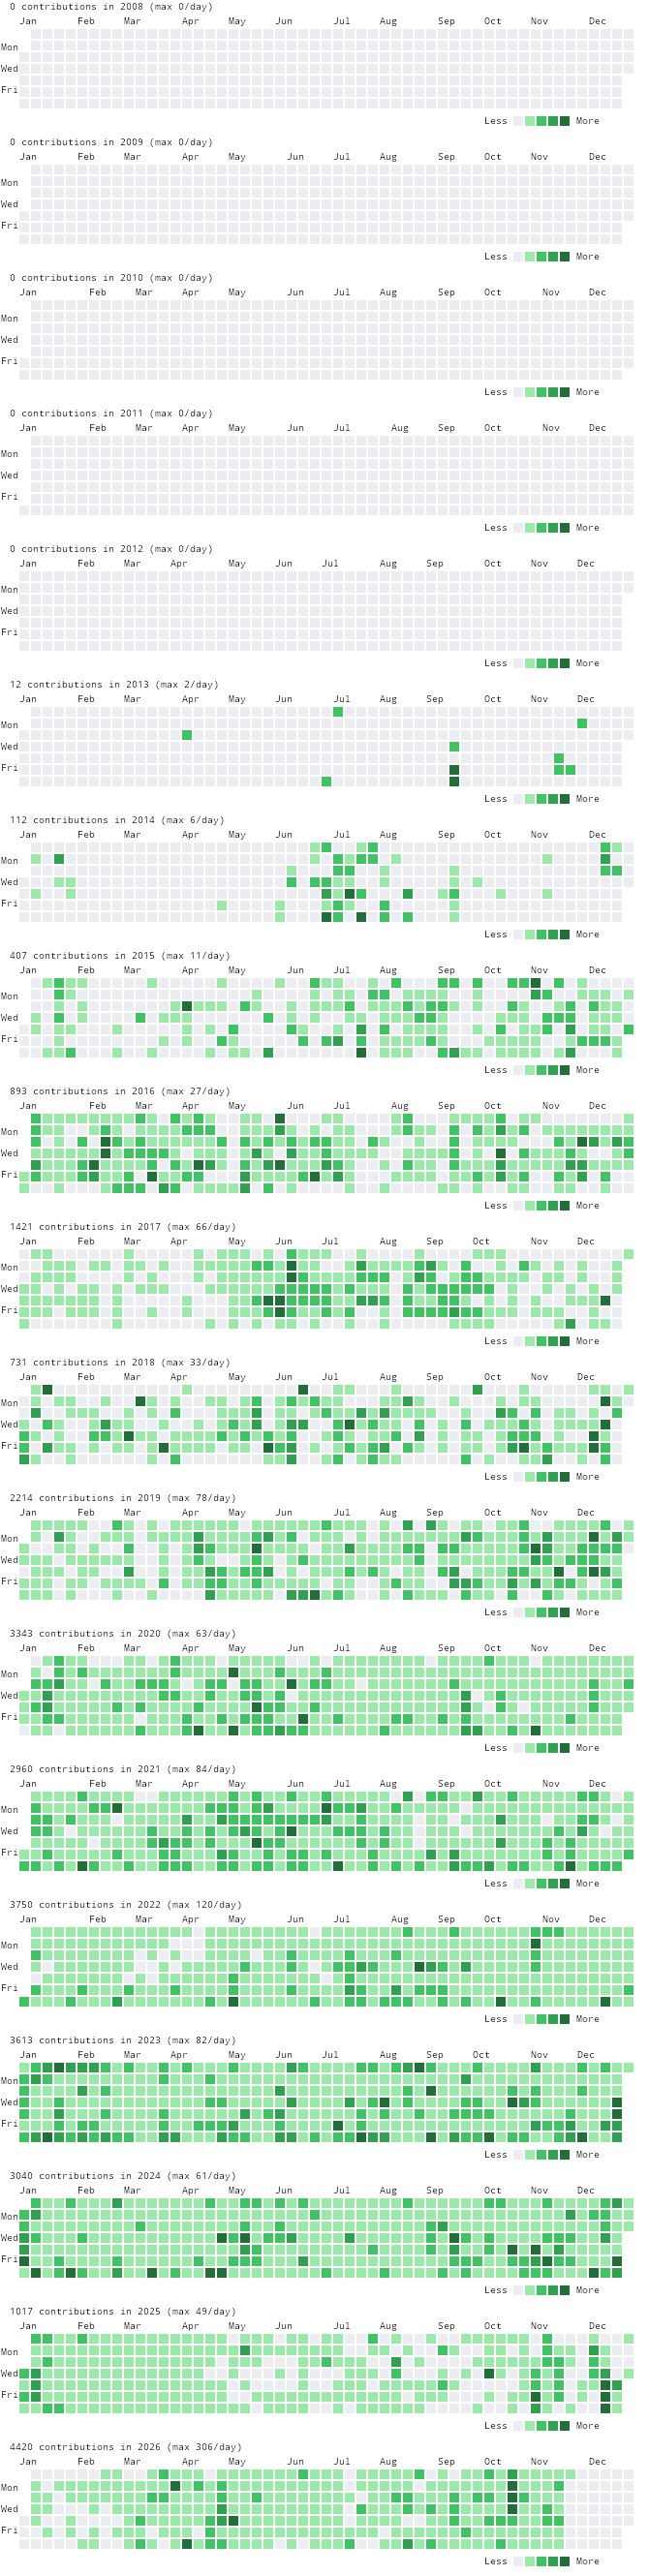 0 contributions in 2008 (max 0/day)
Jan Feb Mar Apr May Jun Jul Aug Sep Oct Nov Dec
Mon
Wed
Fri
Less More
0 contributions in 2009 (max 0/day)
Jan Feb Mar Apr May Jun Jul Aug Sep Oct Nov Dec
Mon
Wed
Fri
Less More
0 contributions in 2010 (max 0/day)
Jan Feb Mar Apr May Jun Jul Aug Sep Oct Nov Dec
Mon
Wed
Fri
Less More
0 contributions in 2011 (max 0/day)
Jan Feb Mar Apr May Jun Jul Aug Sep Oct Nov Dec
Mon
Wed
Fri
Less More
0 contributions in 2012 (max 0/day)
Jan Feb Mar Apr May Jun Jul Aug Sep Oct Nov Dec
Mon
Wed
Fri
Less More
12 contributions in 2013 (max 2/day)
Jan Feb Mar Apr May Jun Jul Aug Sep Oct Nov Dec
Mon
Wed
Fri
Less More
112 contributions in 2014 (max 6/day)
Jan Feb Mar Apr May Jun Jul Aug Sep Oct Nov Dec
Mon
Wed
Fri
Less More
407 contributions in 2015 (max 11/day)
Jan Feb Mar Apr May Jun Jul Aug Sep Oct Nov Dec
Mon
Wed
Fri
Less More
893 contributions in 2016 (max 27/day)
Jan Feb Mar Apr May Jun Jul Aug Sep Oct Nov Dec
Mon
Wed
Fri
Less More
1421 contributions in 2017 (max 66/day)
Jan Feb Mar Apr May Jun Jul Aug Sep Oct Nov Dec
Mon
Wed
Fri
Less More
731 contributions in 2018 (max 33/day)
Jan Feb Mar Apr May Jun Jul Aug Sep Oct Nov Dec
Mon
Wed
Fri
Less More
2214 contributions in 2019 (max 78/day)
Jan Feb Mar Apr May Jun Jul Aug Sep Oct Nov Dec
Mon
Wed
Fri
Less More
3343 contributions in 2020 (max 63/day)
Jan Feb Mar Apr May Jun Jul Aug Sep Oct Nov Dec
Mon
Wed
Fri
Less More
2960 contributions in 2021 (max 84/day)
Jan Feb Mar Apr May Jun Jul Aug Sep Oct Nov Dec
Mon
Wed
Fri
Less More
3750 contributions in 2022 (max 120/day)
Jan Feb Mar Apr May Jun Jul Aug Sep Oct Nov Dec
Mon
Wed
Fri
Less More
3613 contributions in 2023 (max 82/day)
Jan Feb Mar Apr May Jun Jul Aug Sep Oct Nov Dec
Mon
Wed
Fri
Less More
3040 contributions in 2024 (max 61/day)
Jan Feb Mar Apr May Jun Jul Aug Sep Oct Nov Dec
Mon
Wed
Fri
Less More
1017 contributions in 2025 (max 49/day)
Jan Feb Mar Apr May Jun Jul Aug Sep Oct Nov Dec
Mon
Wed
Fri
Less More
4420 contributions in 2026 (max 306/day)
Jan Feb Mar Apr May Jun Jul Aug Sep Oct Nov Dec
Mon
Wed
Fri
Less More